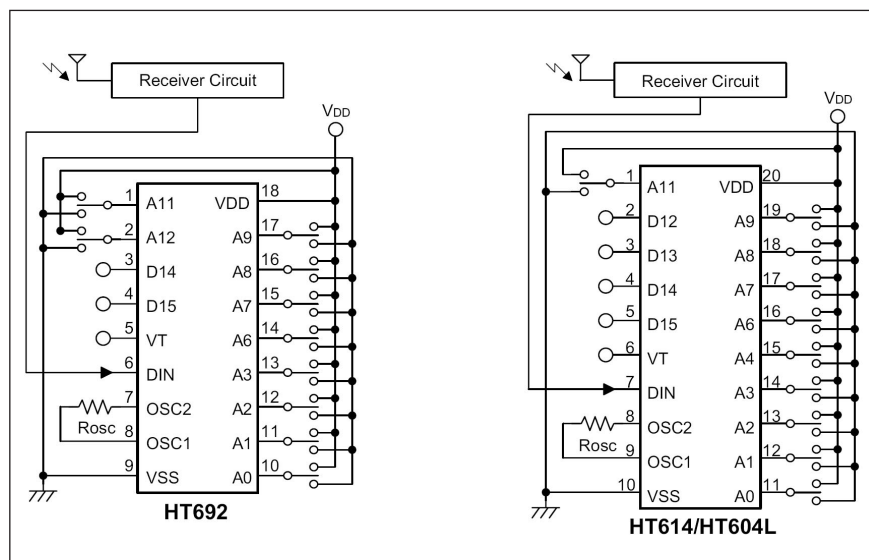 Receiver Circuit
VDD
1 A11 VDD 18
2 A12 A9 17
3 D14 A8 16
4 D15 A7 15
5 VT A6 14
6 DIN A3 13
7 OSC2 A2 12
Rosc
8 OSC1 A1 11
9 VSS A0 10
HT692
Receiver Circuit
VDD
1 A11 VDD 20
2 D12 A9 19
3 D13 A8 18
4 D14 A7 17
5 D15 A6 16
6 VT A4 15
7 DIN A3 14
8 OSC2 A2 13
Rosc
9 OSC1 A1 12
10 VSS A0 11
HT614/HT604L